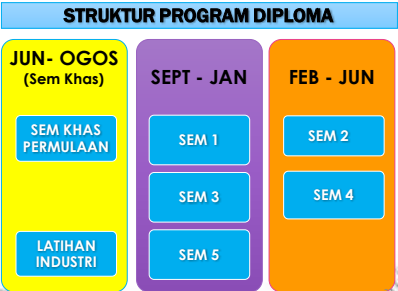 STRUKTUR PROGRAM DIPLOMA
JUN- OGOS
(Sem Khas)
SEM KHAS
PERMULAAN
LATIHAN
INDUSTRI
SEPT - JAN
SEM 1
SEM 3
SEM 5
FEB - JUN
SEM 2
SEM 4